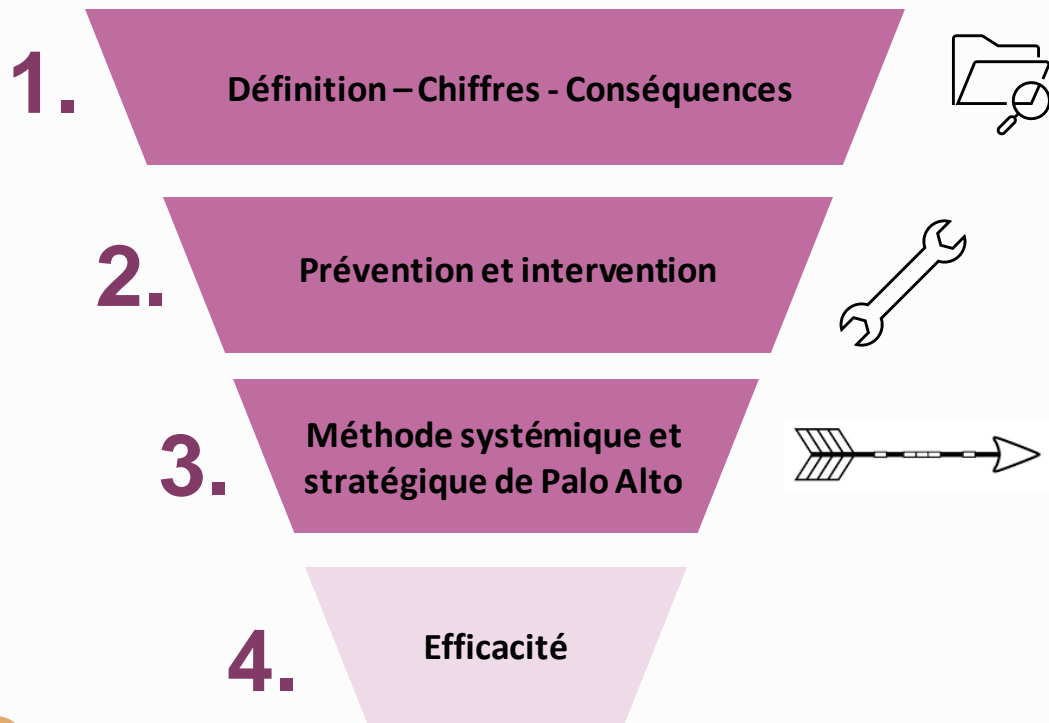 1.
Définition – Chiffres - Conséquences
2.
Prévention et intervention
3.
Méthode systémique et
stratégique de Palo Alto
4.
Efficacité